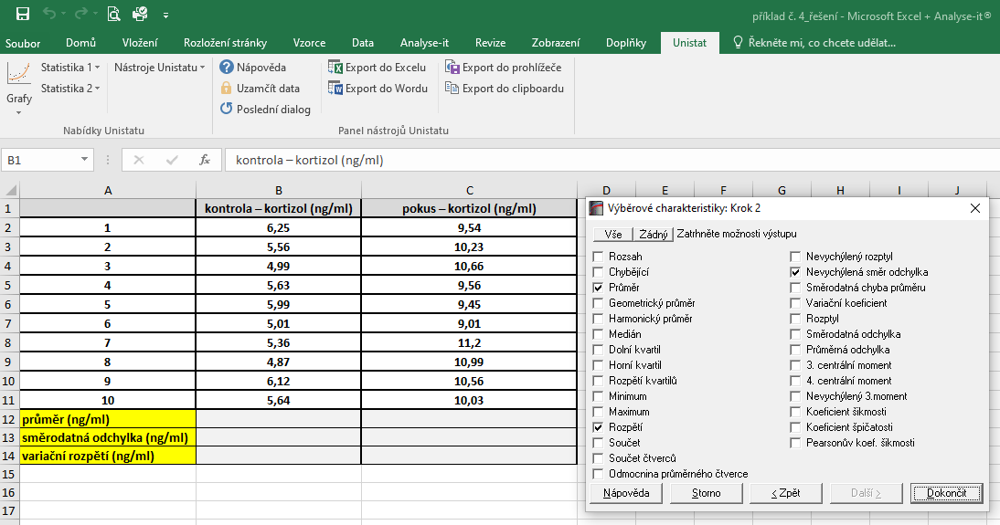 příklad č. 4_řešení - Microsoft Excel + Analyse-it®
Soubor Domů Vložení Rozložení stránky Vzorce Data Analyse-it Revize Zobrazení Doplňky Unistat Řekněte mi, co chcete udělat...
Grafy
Statistika 1
Statistika 2
Nástroje Unistatu
Nabídky Unistatu
Nápověda
Uzamčít data
Poslední dialog
Export do Excelu
Export do Wordu
Export do prohlížeče
Export do clipboardu
Panel nástrojů Unistatu
B1 fx kontrola – kortizol (ng/ml)
A B C D E F G H I J
1 kontrola – kortizol (ng/ml) pokus – kortizol (ng/ml)
2 1 6,25 9,54
3 2 5,56 10,23
4 3 4,99 10,66
5 4 5,63 9,56
6 5 5,99 9,45
7 6 5,01 9,01
8 7 5,36 11,2
9 8 4,87 10,99
10 9 6,12 10,56
11 10 5,64 10,03
12 průměr (ng/ml)
13 směrodatná odchylka (ng/ml)
14 variační rozpětí (ng/ml)
15
16
17
Výběrové charakteristiky: Krok 2
Vše Žádný Zatrhněte možnosti výstupu
Rozsah
Chybějící
Průměr
Geometrický průměr
Harmonický průměr
Medián
Dolní kvartil
Horní kvartil
Rozpětí kvartilů
Minimum
Maximum
Rozpětí
Součet
Součet čtverců
Odmocnina průměrného čtverce
Nevychýlený rozptyl
Nevychýlená směr odchylka
Směrodatná chyba průměru
Variační koeficient
Rozptyl
Směrodatná odchylka
Průměrná odchylka
3. centrální moment
4. centrální moment
Nevychýlený 3.moment
Koeficient šikmosti
Koeficient špičatosti
Pearsonův koef. šikmosti
Nápověda Storno < Zpět Další > Dokončit